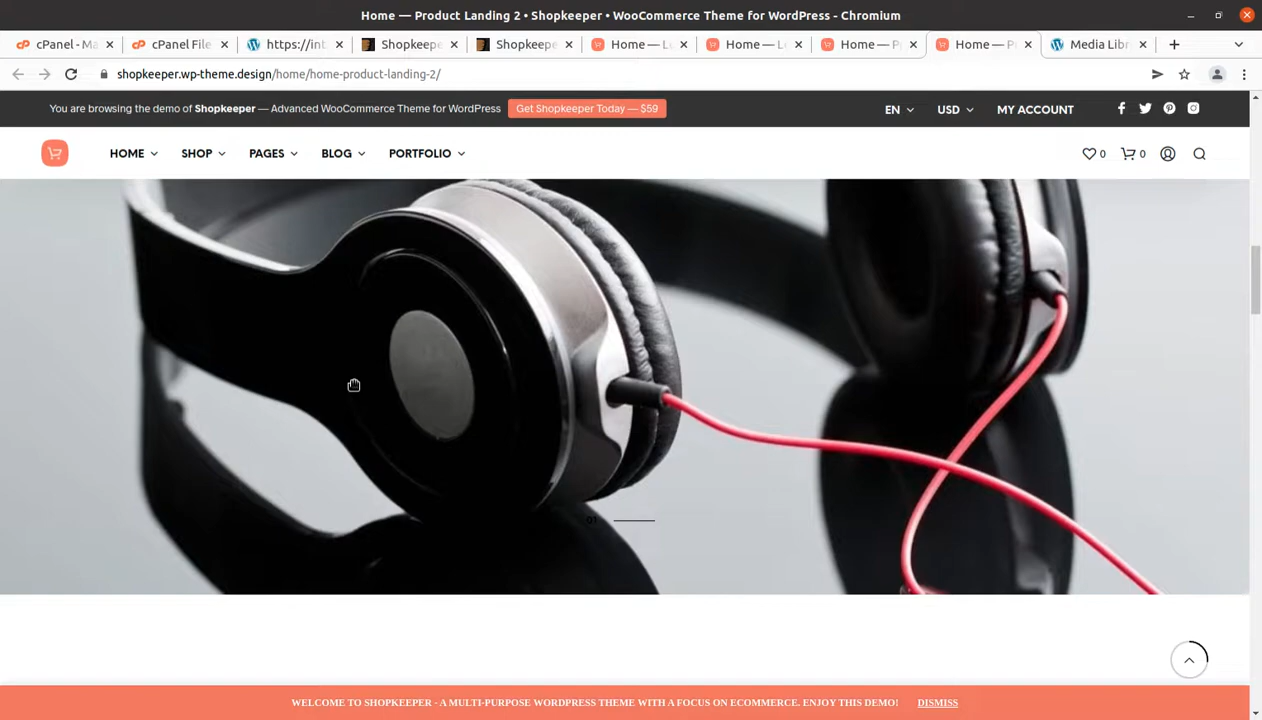 Home — Product Landing 2 • Shopkeeper • WooCommerce Theme for WordPress - Chromium
cPanel - Ma
cPanel File
https://int
Shopkeepe
Shopkeepe
Home — L
Home — Le
Home — P
Home — P
Media Libr
shopkeeper.wp-theme.design/home/home-product-landing-2/
You are browsing the demo of Shopkeeper — Advanced WooCommerce Theme for WordPress
Get Shopkeeper Today — $59
EN
USD
MY ACCOUNT
HOME
SHOP
PAGES
BLOG
PORTFOLIO
0
0
01
WELCOME TO SHOPKEEPER - A MULTI-PURPOSE WORDPRESS THEME WITH A FOCUS ON ECOMMERCE. ENJOY THIS DEMO!
DISMISS